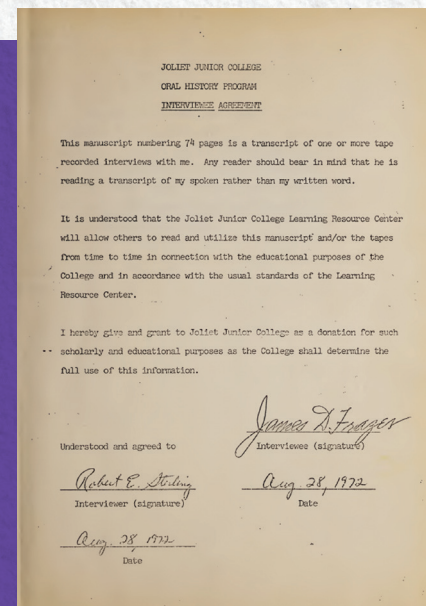 JOLIET JUNIOR COLLEGE
ORAL HISTORY PROGRAM
INTERVIEWEE AGREEMENT
This manuscript numbering 74 pages is a transcript of one or more tape
recorded interviews with me. Any reader should bear in mind that he is
reading a transcript of my spoken rather than my written word.
It is understood that the Joliet Junior College Learning Resource Center
will allow others to read and utilize this manuscript and/or the tapes
from time to time in connection with the educational purposes of the
College and in accordance with the usual standards of the Learning
Resource Center.
I hereby give and grant to Joliet Junior College as a donation for such
scholarly and educational purposes as the College shall determine the
full use of this information.
James D. Frazer
Understood and agreed to
Interviewee (signature)
Robert E. Sterling
Aug. 28, 1972
Interviewer (signature)
Date
Aug. 28, 1972
Date